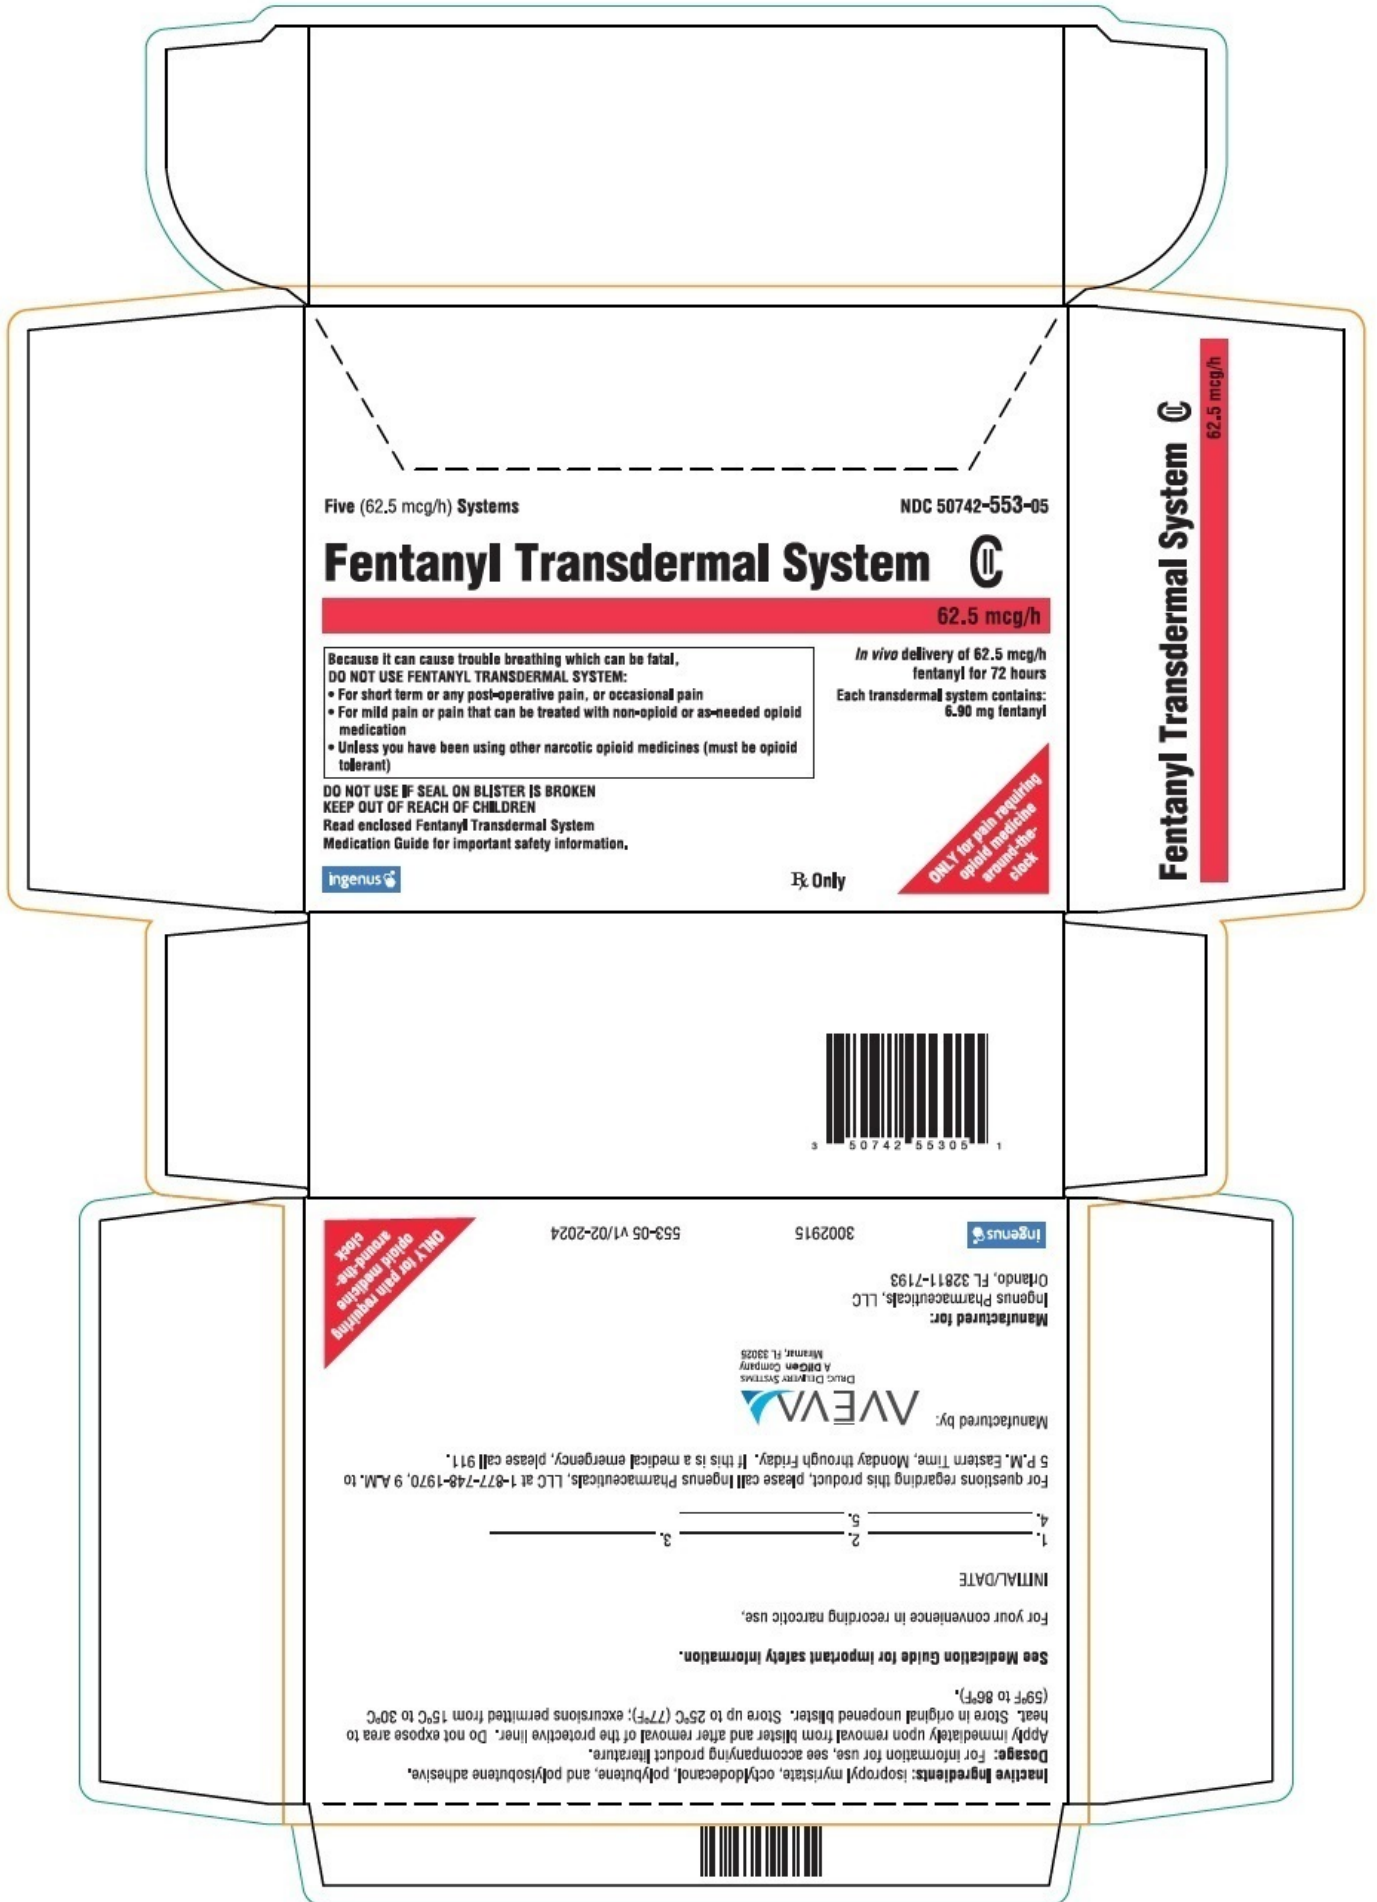 Five (62.5 mcg/h) Systems
NDC 50742-553-05
Fentanyl Transdermal System CII
62.5 mcg/h
Because it can cause trouble breathing which can be fatal,
DO NOT USE FENTANYL TRANSDERMAL SYSTEM:
• For short term or any post-operative pain, or occasional pain
• For mild pain or pain that can be treated with non-opioid or as-needed opioid
medication
• Unless you have been using other narcotic opioid medicines (must be opioid
tolerant)
In vivo delivery of 62.5 mcg/h
fentanyl for 72 hours
Each transdermal system contains:
6.90 mg fentanyl
DO NOT USE IF SEAL ON BLISTER IS BROKEN
KEEP OUT OF REACH OF CHILDREN
Read enclosed Fentanyl Transdermal System
Medication Guide for important safety information.
ingenus
Rx Only
ONLY for pain requiring
opioid medicine
around-the-
clock
Fentanyl Transdermal System CII
62.5 mcg/h
3 50742 55305 1
Inactive Ingredients: isopropyl myristate, octyldodecanol, polybutene, and polyisobutene adhesive.
Dosage: For information for use, see accompanying product literature.
Apply immediately upon removal from blister and after removal of the protective liner. Do not expose area to
heat. Store in original unopened blister. Store up to 25ºC (77ºF); excursions permitted from 15ºC to 30ºC
(59ºF to 86ºF).
See Medication Guide for important safety information.
For your convenience in recording narcotic use,
INITIAL/DATE
1. 2. 3.
4. 5.
For questions regarding this product, please call Ingenus Pharmaceuticals, LLC at 1-877-748-1970, 9 A.M. to
5 P.M. Eastern Time, Monday through Friday. If this is a medical emergency, please call 911.
Manufactured by:
AVEVA
DRUG DELIVERY SYSTEMS
A DifGen Company
Miramar, FL 33025
Manufactured for:
Ingenus Pharmaceuticals, LLC
Orlando, FL 32811-7193
ingenus
3002915
553-05 v1/02-2024
ONLY for pain requiring
opioid medicine
around-the-
clock